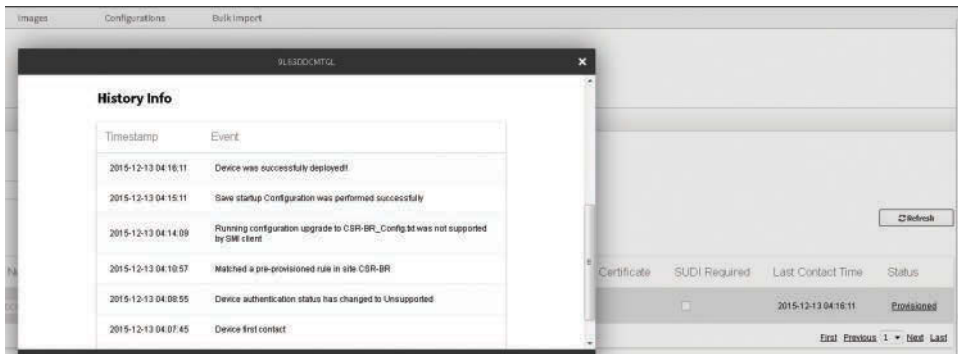 Images Configurations Bulk Import
History Info
Timestamp Event
2015-12-13 04:16:11 Device was successfully deployed!!
2015-12-13 04:15:11 Save startup Configuration was performed successfully
2015-12-13 04:14:09 Running configuration upgrade to CSR-BR_Config.txt was not supported
by SMI client
2015-12-13 04:10:57 Matched a pre-provisioned rule in site CSR-BR
2015-12-13 04:08:55 Device authentication status has changed to Unsupported
2015-12-13 04:07:45 Device first contact
Refresh
Certificate SUDI Required Last Contact Time Status
2015-12-13 04:16:11 Provisioned
First Previous 1 Next Last